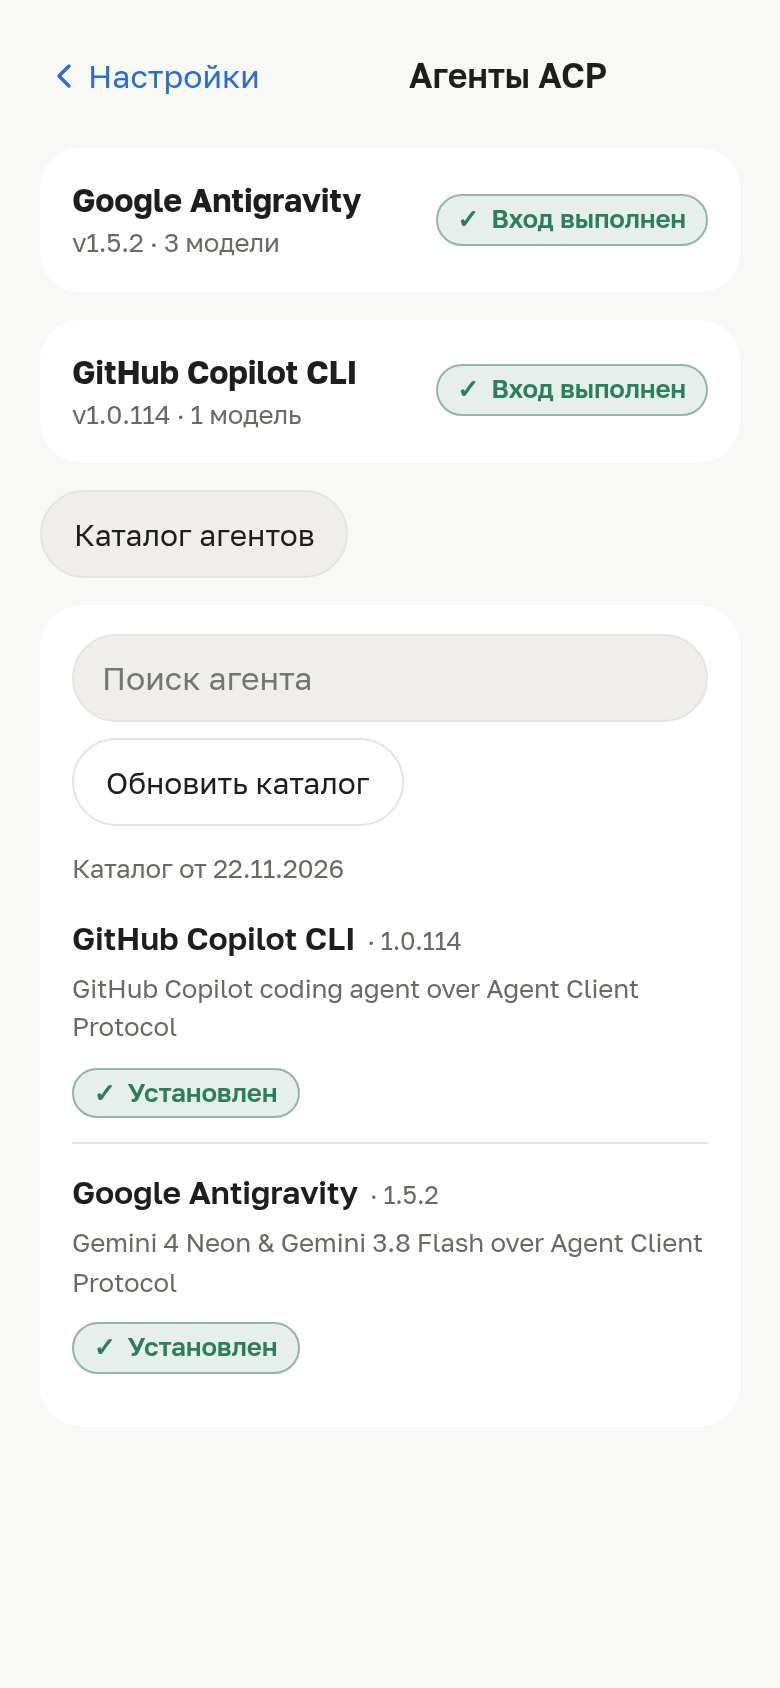 Настройки
Агенты ACP
Google Antigravity
v1.5.2 · 3 модели
✓ Вход выполнен
GitHub Copilot CLI
v1.0.114 · 1 модель
✓ Вход выполнен
Каталог агентов
Поиск агента
Обновить каталог
Каталог от 22.11.2026
GitHub Copilot CLI · 1.0.114
GitHub Copilot coding agent over Agent Client
Protocol
✓ Установлен
Google Antigravity · 1.5.2
Gemini 4 Neon & Gemini 3.8 Flash over Agent Client
Protocol
✓ Установлен